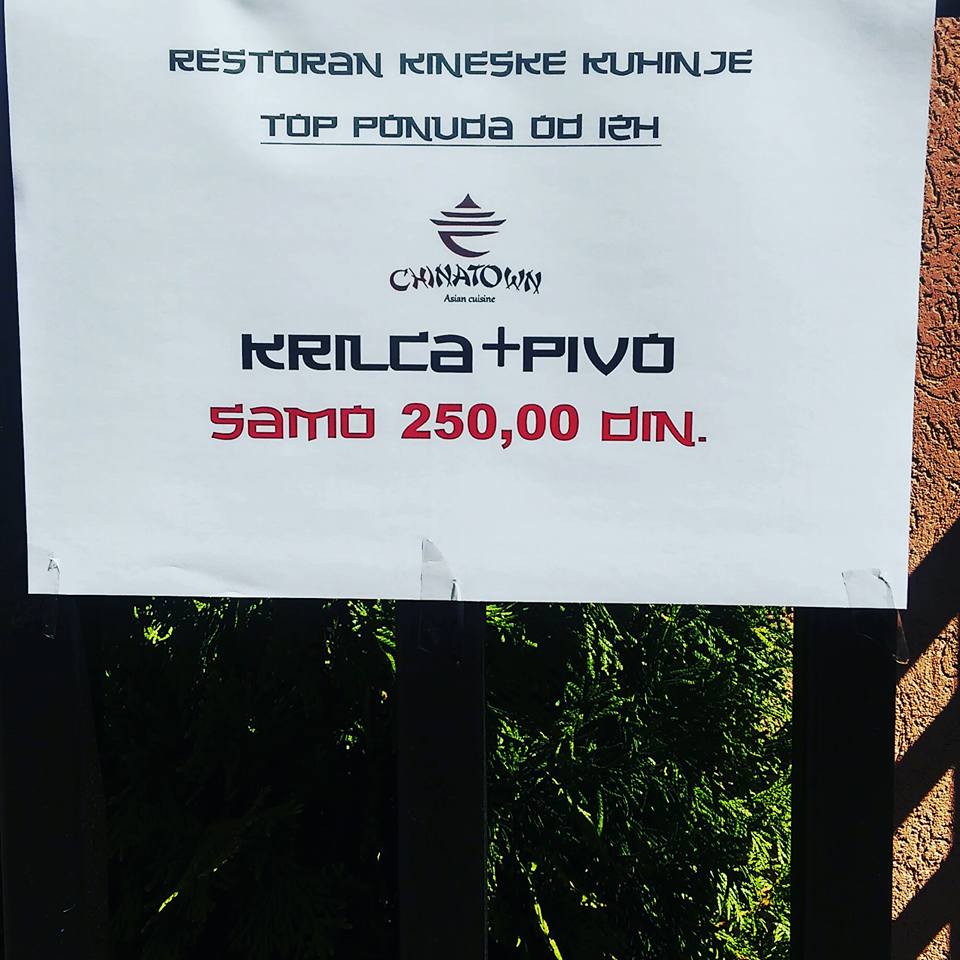 RESTORAN KINESKE KUHINJE
TOP PONUDA OD 12H
CHINATOWN
Asian cuisine
KRILCA+PIVO
SAMO 250,00 DIN.